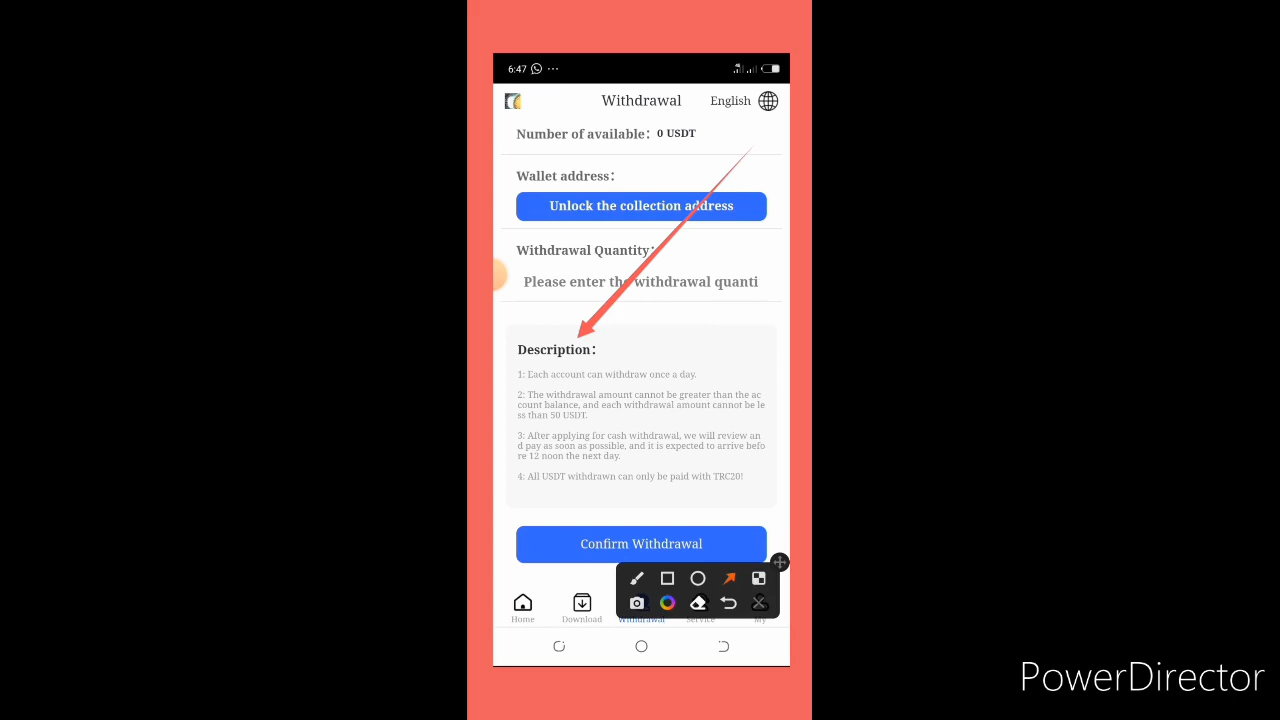 6:47
Withdrawal English
Number of available： 0 USDT
Wallet address：
Unlock the collection address
Withdrawal Quantity：
Please enter the withdrawal quanti
Description：
1: Each account can withdraw once a day.
2: The withdrawal amount cannot be greater than the ac
count balance, and each withdrawal amount cannot be le
ss than 50 USDT.
3: After applying for cash withdrawal, we will review an
d pay as soon as possible, and it is expected to arrive befo
re 12 noon the next day.
4: All USDT withdrawn can only be paid with TRC20!
Confirm Withdrawal
Home Download Withdrawal Service My
PowerDirector